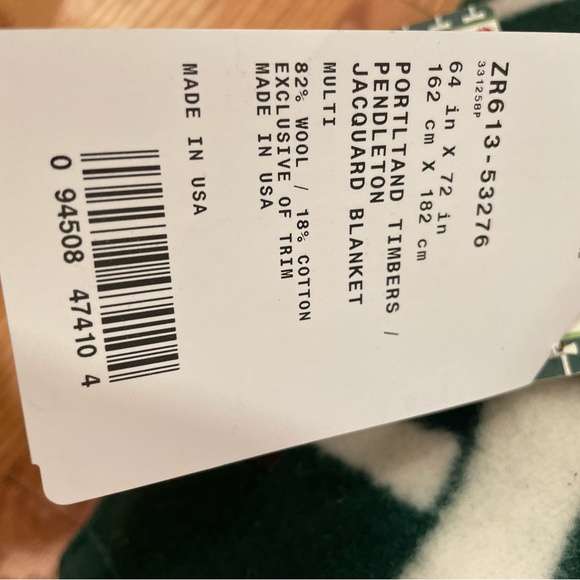 ZR613-53276
331258P
64 in X 72 in
162 cm X 182 cm
PORTLTAND TIMBERS /
PENDLETON
JACQUARD BLANKET
MULTI
82% WOOL / 18% COTTON
EXCLUSIVE OF TRIM
MADE IN USA
MADE IN USA
0 94508 47410 4